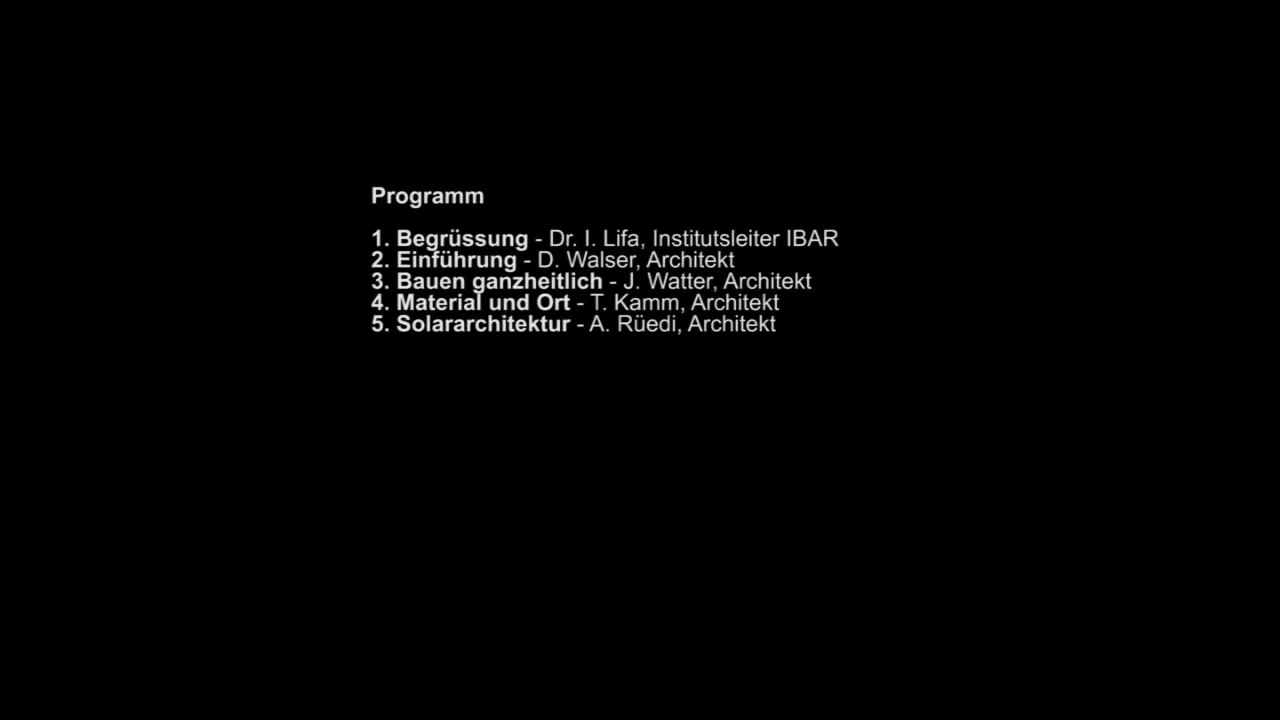 Programm
1. Begrüssung - Dr. I. Lifa, Institutsleiter IBAR
2. Einführung - D. Walser, Architekt
3. Bauen ganzheitlich - J. Watter, Architekt
4. Material und Ort - T. Kamm, Architekt
5. Solararchitektur - A. Rüedi, Architekt